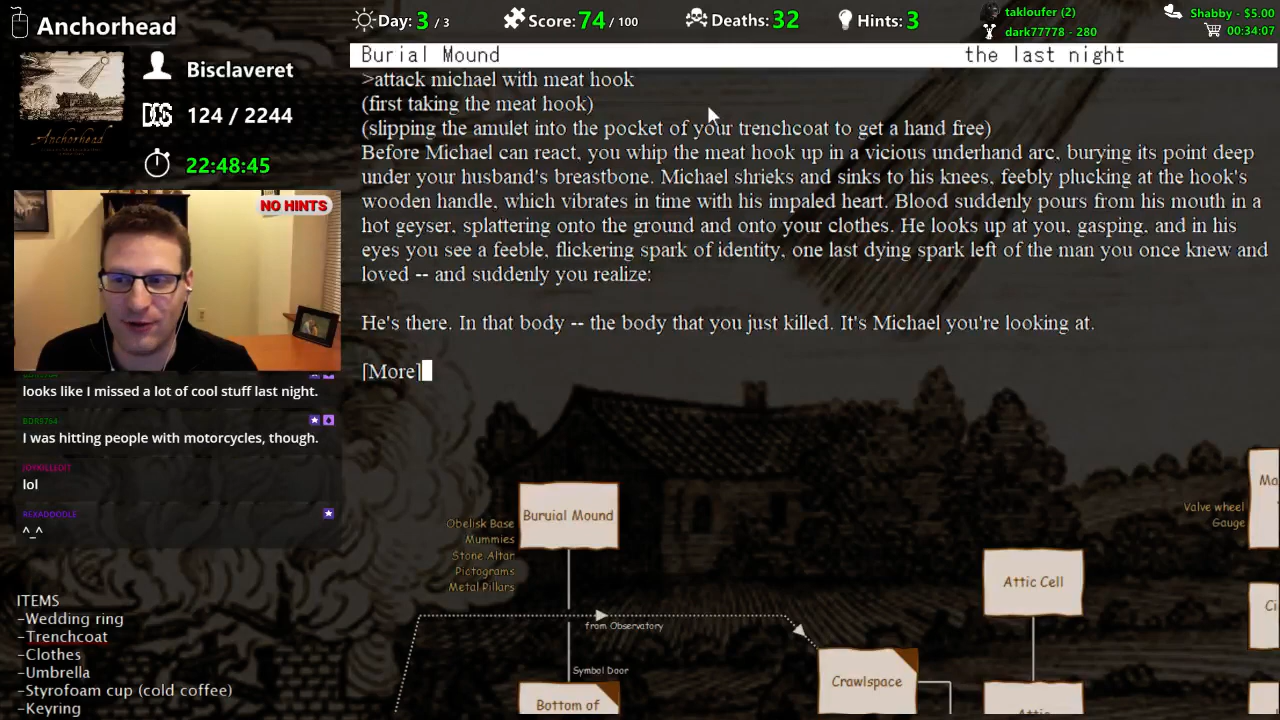 Anchorhead
Day: 3 / 3
Score: 74 / 100
Deaths: 32
Hints: 3
takloufer (2)
dark77778 - 280
Shabby - $5.00
00:34:07
Anchorhead
Bisclaveret
DCS
124 / 2244
22:48:45
NO HINTS
looks like I missed a lot of cool stuff last night.
BDR9764
I was hitting people with motorcycles, though.
JOYKILLEDIT
lol
REXADOODLE
^_^
ITEMS
-Wedding ring
-Trenchcoat
-Clothes
-Umbrella
-Styrofoam cup (cold coffee)
-Keyring
Burial Mound the last night
>attack michael with meat hook
(first taking the meat hook)
(slipping the amulet into the pocket of your trenchcoat to get a hand free)
Before Michael can react, you whip the meat hook up in a vicious underhand arc, burying its point deep
under your husband's breastbone. Michael shrieks and sinks to his knees, feebly plucking at the hook's
wooden handle, which vibrates in time with his impaled heart. Blood suddenly pours from his mouth in a
hot geyser, splattering onto the ground and onto your clothes. He looks up at you, gasping, and in his
eyes you see a feeble, flickering spark of identity, one last dying spark left of the man you once knew and
loved -- and suddenly you realize:
He's there. In that body -- the body that you just killed. It's Michael you're looking at.
[More]
Buruial Mound
Obelisk Base
Mummies
Stone Altar
Pictograms
Metal Pillars
from Observatory
Symbol Door
Bottom of
Crawlspace
Attic Cell
Attic
Valve wheel
Gauge
Ma
Ci